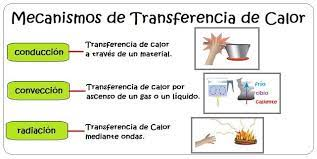 Mecanismos de Transferencia de Calor
conducción
Transferencia de calor
a través de un material.
convección
Transferencia de calor por
ascenso de un gas o un líquido.
frío
tibio
caliente
radiación
Transferencia de Calor
mediante ondas.